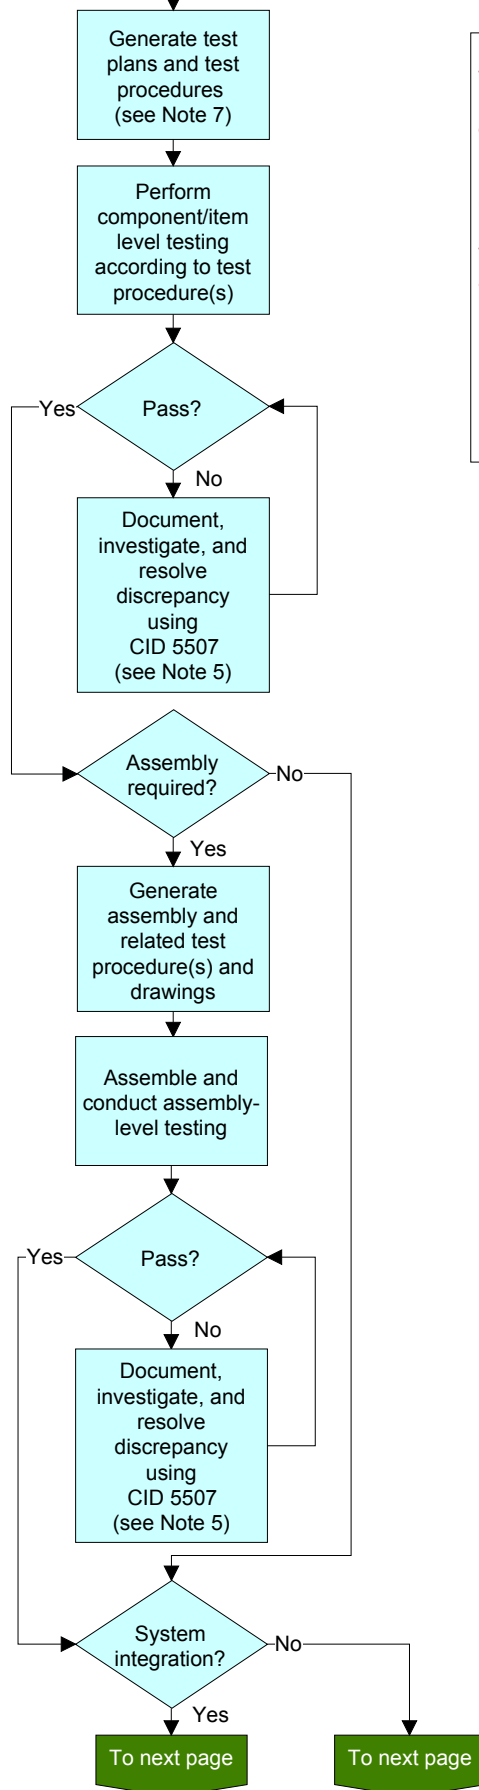 Generate test
plans and test
procedures
(see Note 7)
Perform
component/item
level testing
according to test
procedure(s)
Pass?
Yes
No
Document,
investigate, and
resolve
discrepancy
using
CID 5507
(see Note 5)
Assembly
required?
No
Yes
Generate
assembly and
related test
procedure(s) and
drawings
Assemble and
conduct assembly-
level testing
Pass?
Yes
No
Document,
investigate, and
resolve
discrepancy
using
CID 5507
(see Note 5)
System
integration?
No
Yes
To next page
To next page